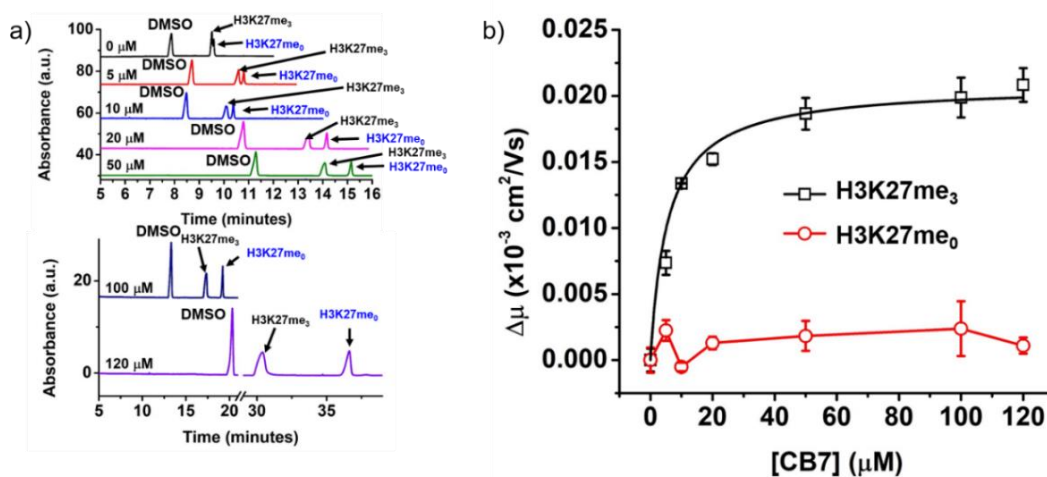 a)
Absorbance (a.u.)
100
80
60
40
0 μM
DMSO
H3K27me3
H3K27me0
5 μM
DMSO
H3K27me3
H3K27me0
10 μM
DMSO
H3K27me3
H3K27me0
20 μM
DMSO
H3K27me3
H3K27me0
50 μM
DMSO
H3K27me3
H3K27me0
5 6 7 8 9 10 11 12 13 14 15 16
Time (minutes)
Absorbance (a.u.)
20
0
100 μM
DMSO
H3K27me3
H3K27me0
120 μM
DMSO
H3K27me3
H3K27me0
5 10 15 20 30 35
Time (minutes)
b)
Δμ (x10-3 cm2/Vs)
0.025
0.020
0.015
0.010
0.005
0.000
H3K27me3
H3K27me0
0 20 40 60 80 100 120
[CB7] (μM)